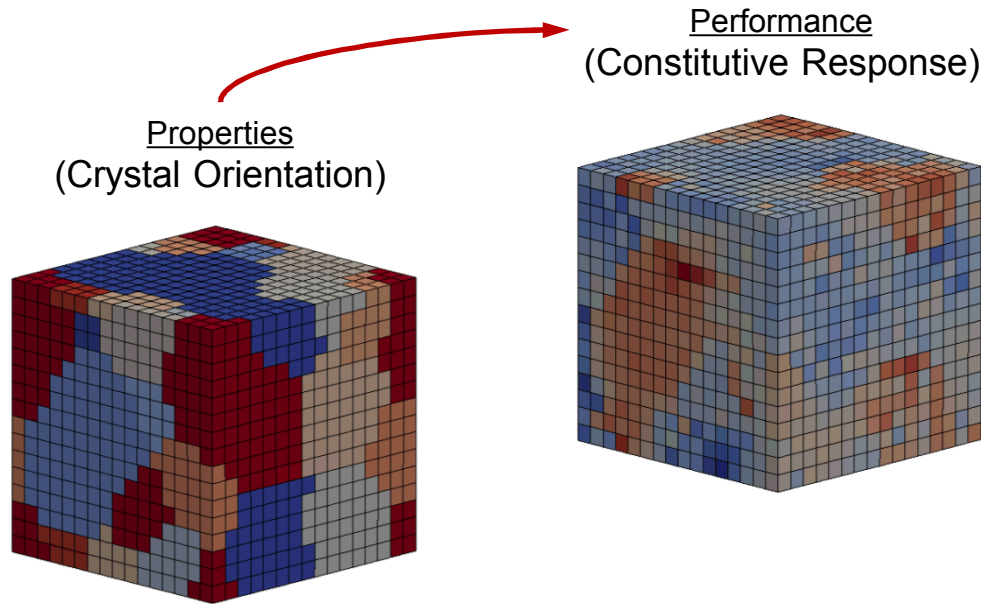 Performance
(Constitutive Response)
Properties
(Crystal Orientation)